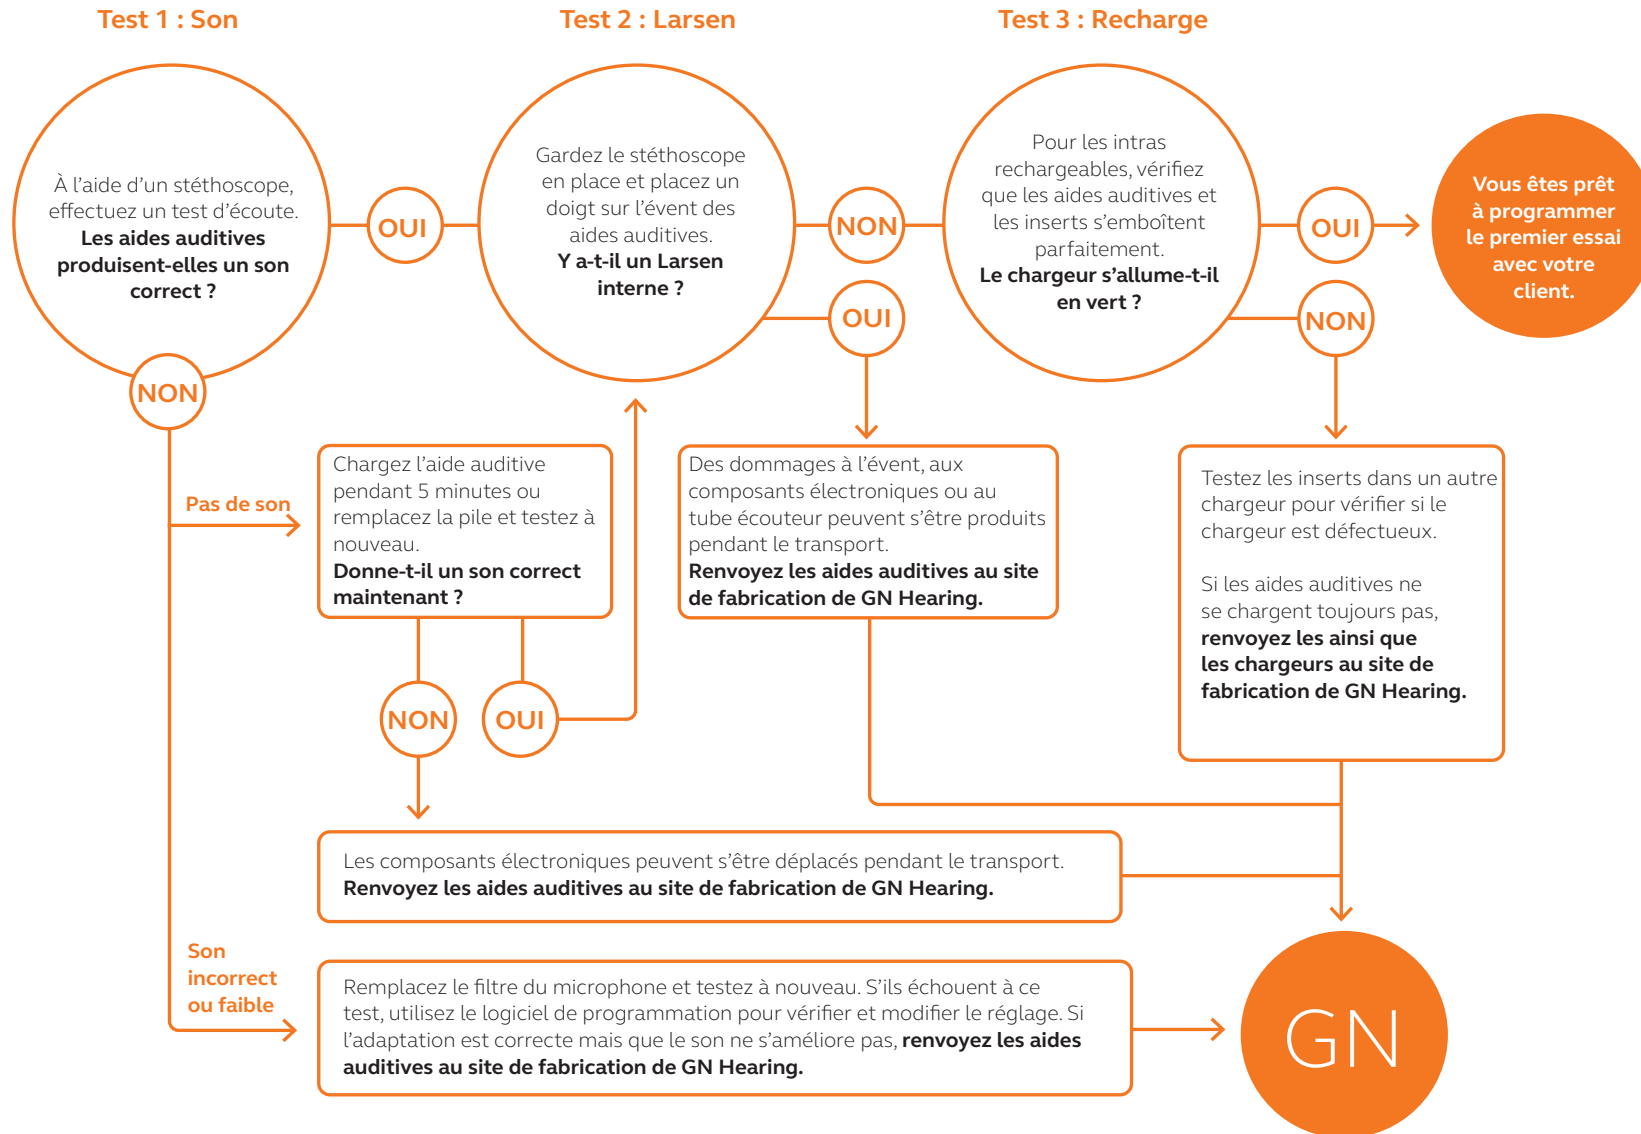 Test 1 : Son
Test 2 : Larsen
Test 3 : Recharge
À l’aide d’un stéthoscope,
effectuez un test d’écoute.
Les aides auditives
produisent-elles un son
correct ?
OUI
NON
Gardez le stéthoscope
en place et placez un
doigt sur l’évent des
aides auditives.
Y a-t-il un Larsen
interne ?
NON
OUI
Pour les intras
rechargeables, vérifiez
que les aides auditives et
les inserts s’emboîtent
parfaitement.
Le chargeur s’allume-t-il
en vert ?
OUI
NON
Vous êtes prêt
à programmer
le premier essai
avec votre
client.
Pas de son
Chargez l’aide auditive
pendant 5 minutes ou
remplacez la pile et testez à
nouveau.
Donne-t-il un son correct
maintenant ?
NON
OUI
Des dommages à l’évent, aux
composants électroniques ou au
tube écouteur peuvent s’être produits
pendant le transport.
Renvoyez les aides auditives au site
de fabrication de GN Hearing.
Testez les inserts dans un autre
chargeur pour vérifier si le
chargeur est défectueux.
Si les aides auditives ne
se chargent toujours pas,
renvoyez les ainsi que
les chargeurs au site de
fabrication de GN Hearing.
Les composants électroniques peuvent s’être déplacés pendant le transport.
Renvoyez les aides auditives au site de fabrication de GN Hearing.
Son
incorrect
ou faible
Remplacez le filtre du microphone et testez à nouveau. S’ils échouent à ce
test, utilisez le logiciel de programmation pour vérifier et modifier le réglage. Si
l’adaptation est correcte mais que le son ne s’améliore pas, renvoyez les aides
auditives au site de fabrication de GN Hearing.
GN